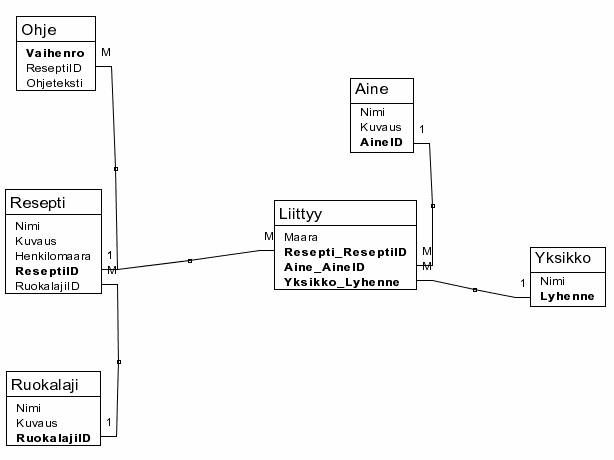 Ohje
Vaihenro
ReseptiID
Ohjeteksti
M
Aine
Nimi
Kuvaus
AineID
1
Resepti
Nimi
Kuvaus
Henkilomaara
ReseptiID
RuokalajiID
1
M
Liittyy
Maara
Resepti_ReseptiID
Aine_AineID
Yksikko_Lyhenne
M
M
M
Yksikko
Nimi
Lyhenne
1
Ruokalaji
Nimi
Kuvaus
RuokalajiID
1